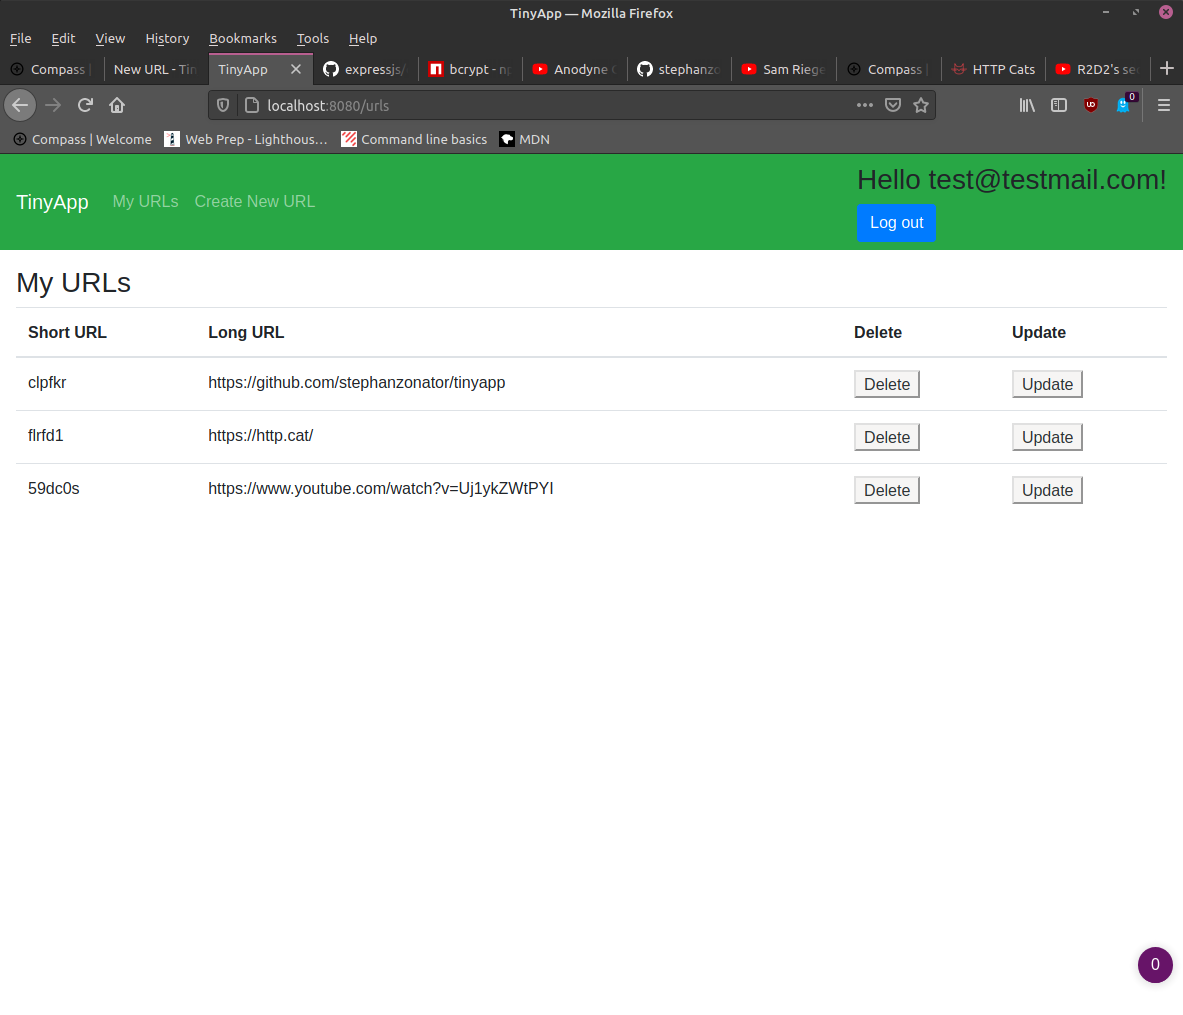 TinyApp — Mozilla Firefox
File Edit View History Bookmarks Tools Help
Compass | New URL - Tin TinyApp expressjs/ bcrypt - np Anodyne stephanzo Sam Riege Compass | HTTP Cats R2D2's se
localhost:8080/urls
UD 0
Compass | Welcome Web Prep - Lighthous… Command line basics MDN
TinyApp My URLs Create New URL Hello test@testmail.com!
Log out
My URLs
Short URL Long URL Delete Update
clpfkr https://github.com/stephanzonator/tinyapp Delete Update
flrfd1 https://http.cat/ Delete Update
59dc0s https://www.youtube.com/watch?v=Uj1ykZWtPYI Delete Update
0